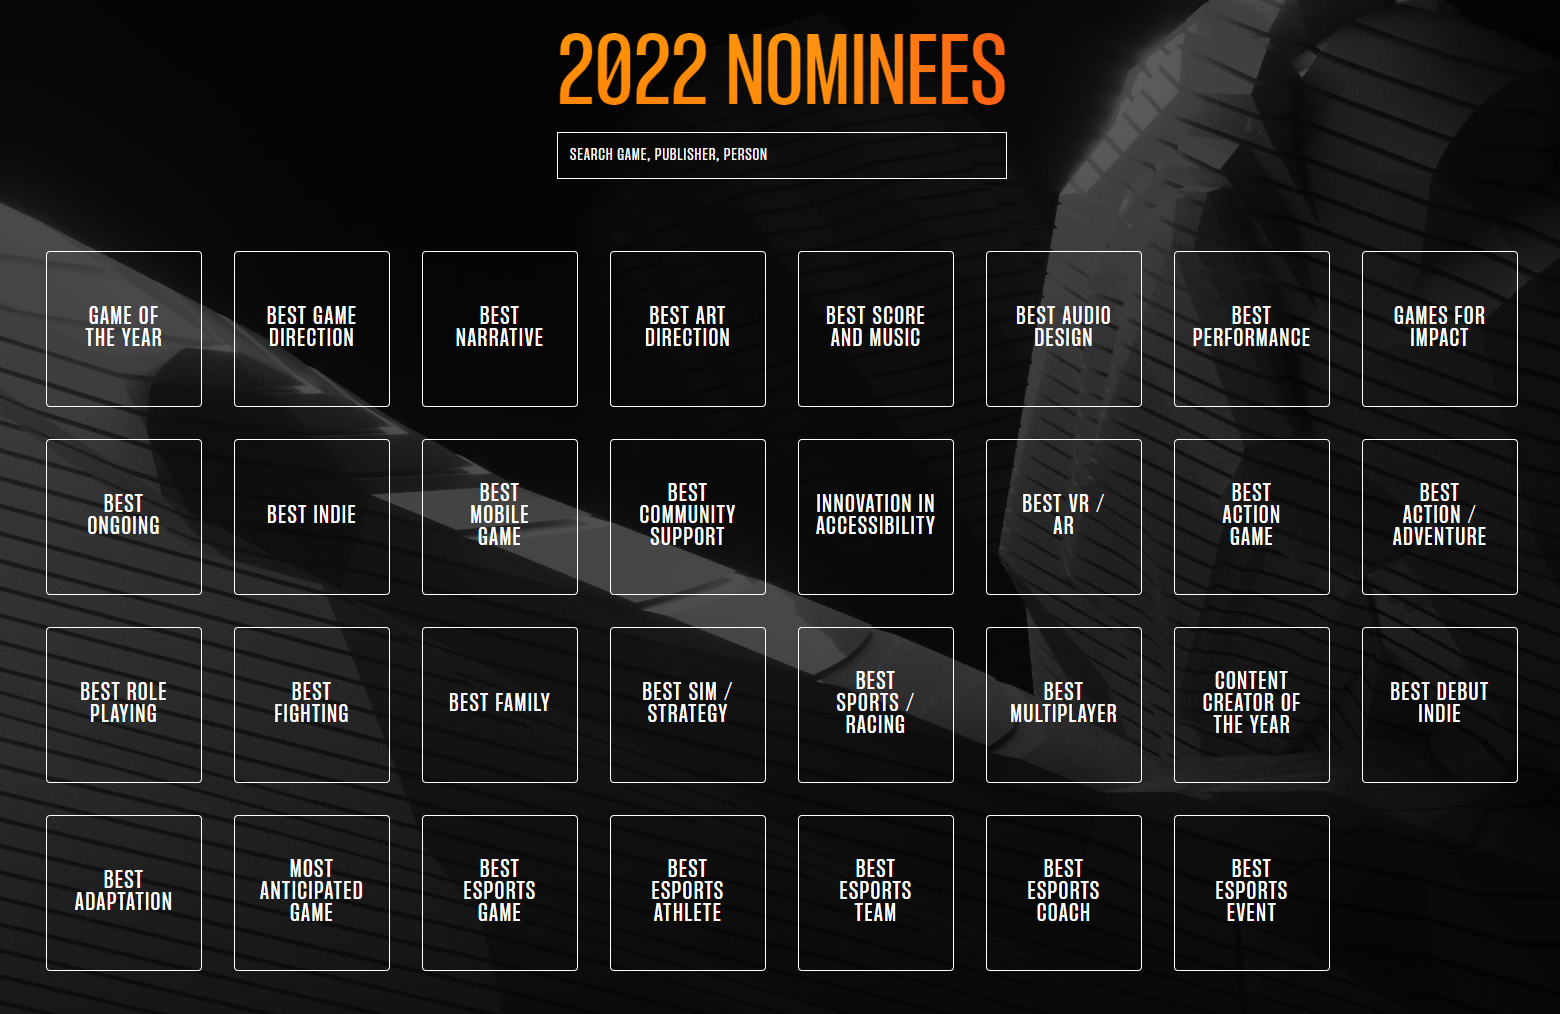 2022 NOMINEES
SEARCH GAME, PUBLISHER, PERSON
GAME OF
THE YEAR
BEST GAME
DIRECTION
BEST
NARRATIVE
BEST ART
DIRECTION
BEST SCORE
AND MUSIC
BEST AUDIO
DESIGN
BEST
PERFORMANCE
GAMES FOR
IMPACT
BEST
ONGOING
BEST INDIE
BEST
MOBILE
GAME
BEST
COMMUNITY
SUPPORT
INNOVATION IN
ACCESSIBILITY
BEST VR /
AR
BEST
ACTION
GAME
BEST
ACTION /
ADVENTURE
BEST ROLE
PLAYING
BEST
FIGHTING
BEST FAMILY
BEST SIM /
STRATEGY
BEST
SPORTS /
RACING
BEST
MULTIPLAYER
CONTENT
CREATOR OF
THE YEAR
BEST DEBUT
INDIE
BEST
ADAPTATION
MOST
ANTICIPATED
GAME
BEST
ESPORTS
GAME
BEST
ESPORTS
ATHLETE
BEST
ESPORTS
TEAM
BEST
ESPORTS
COACH
BEST
ESPORTS
EVENT